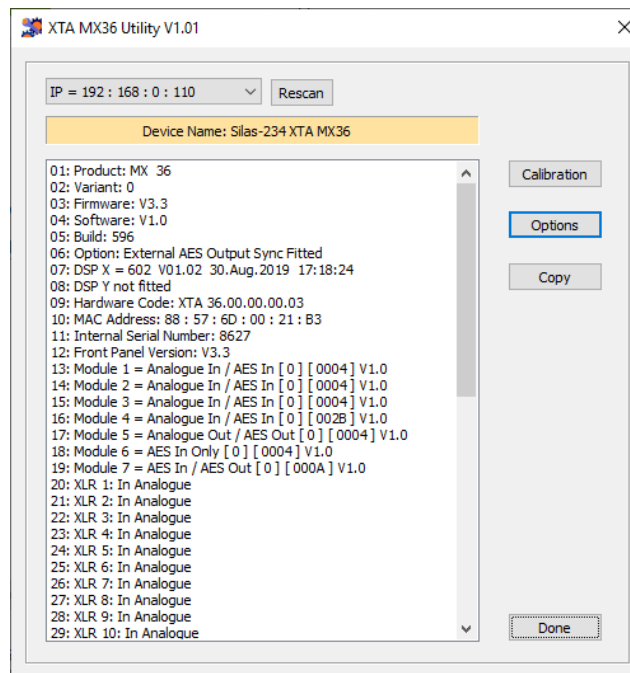 XTA MX36 Utility V1.01
IP = 192 : 168 : 0 : 110
Rescan
Device Name: Silas-234 XTA MX36
01: Product: MX 36
02: Variant: 0
03: Firmware: V3.3
04: Software: V1.0
05: Build: 596
06: Option: External AES Output Sync Fitted
07: DSP X = 602 V01.02 30.Aug.2019 17:18:24
08: DSP Y not fitted
09: Hardware Code: XTA 36.00.00.00.03
10: MAC Address: 88 : 57 : 6D : 00 : 21 : B3
11: Internal Serial Number: 8627
12: Front Panel Version: V3.3
13: Module 1 = Analogue In / AES In [ 0 ] [ 0004 ] V1.0
14: Module 2 = Analogue In / AES In [ 0 ] [ 0004 ] V1.0
15: Module 3 = Analogue In / AES In [ 0 ] [ 0004 ] V1.0
16: Module 4 = Analogue In / AES In [ 0 ] [ 002B ] V1.0
17: Module 5 = Analogue Out / AES Out [ 0 ] [ 0004 ] V1.0
18: Module 6 = AES In Only [ 0 ] [ 0004 ] V1.0
19: Module 7 = AES In / AES Out [ 0 ] [ 000A ] V1.0
20: XLR 1: In Analogue
21: XLR 2: In Analogue
22: XLR 3: In Analogue
23: XLR 4: In Analogue
24: XLR 5: In Analogue
25: XLR 6: In Analogue
26: XLR 7: In Analogue
27: XLR 8: In Analogue
28: XLR 9: In Analogue
29: XLR 10: In Analogue
Calibration
Options
Copy
Done